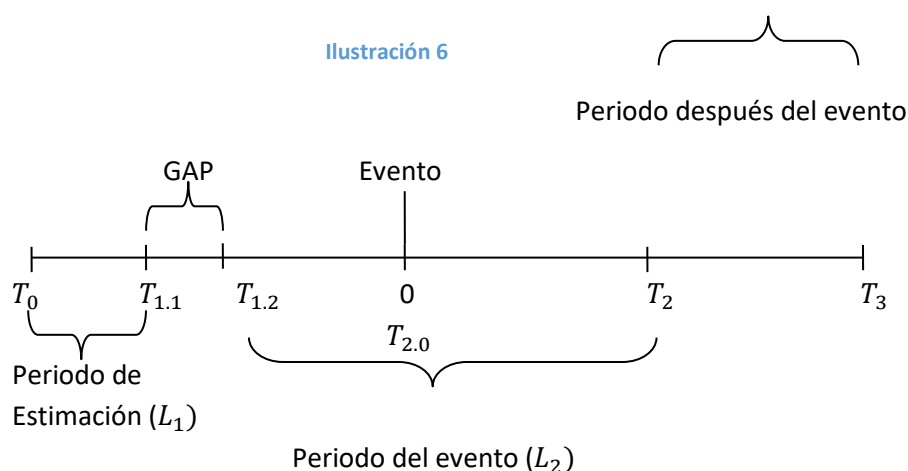 Ilustración 6
Periodo después del evento
GAP Evento
T₀ T₁.₁ T₁.₂ 0 T₂ T₃
T₂.₀
Periodo de
Estimación (L₁)
Periodo del evento (L₂)